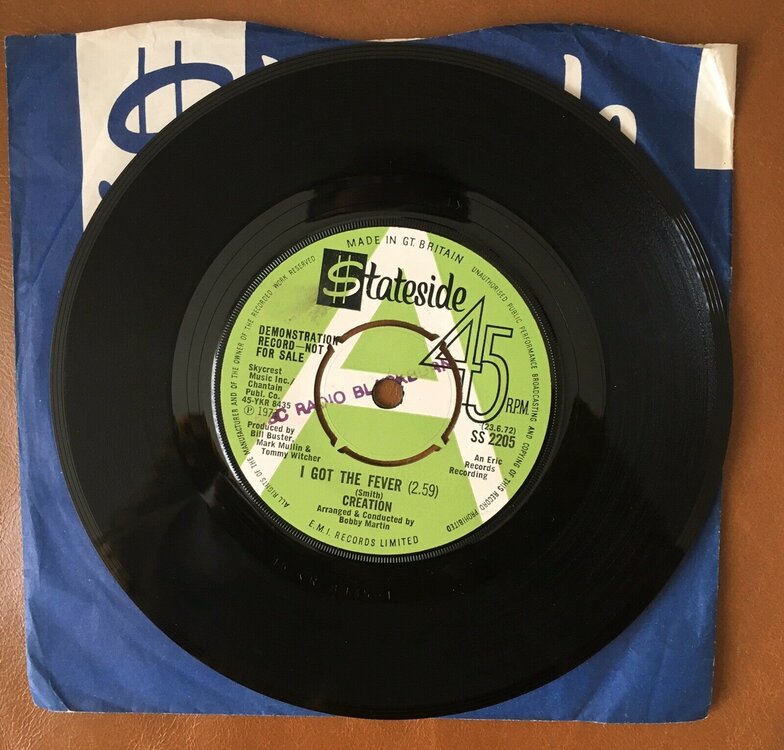 MADE IN GT. BRITAIN
$tateside
45
R.P.M.
DEMONSTRATION
RECORD—NOT
FOR SALE
Skycrest
Music Inc./
Chantain
Publ. Co.
45-YKR 8435
Ⓟ 197
RADIO
(23.6.72)
SS 2205
Produced by
Bill Buster,
Mark Mullin &
Tommy Witcher
An Eric
Records
Recording
I GOT THE FEVER (2.59)
(Smith)
CREATION
Arranged & Conducted by
Bobby Martin
E.M.I. RECORDS LIMITED
ALL RIGHTS OF THE MANUFACTURER AND OF THE OWNER OF THE RECORDED WORK RESERVED
UNAUTHORISED PUBLIC PERFORMANCE BROADCASTING AND COPYING OF THIS RECORD PROHIBITED